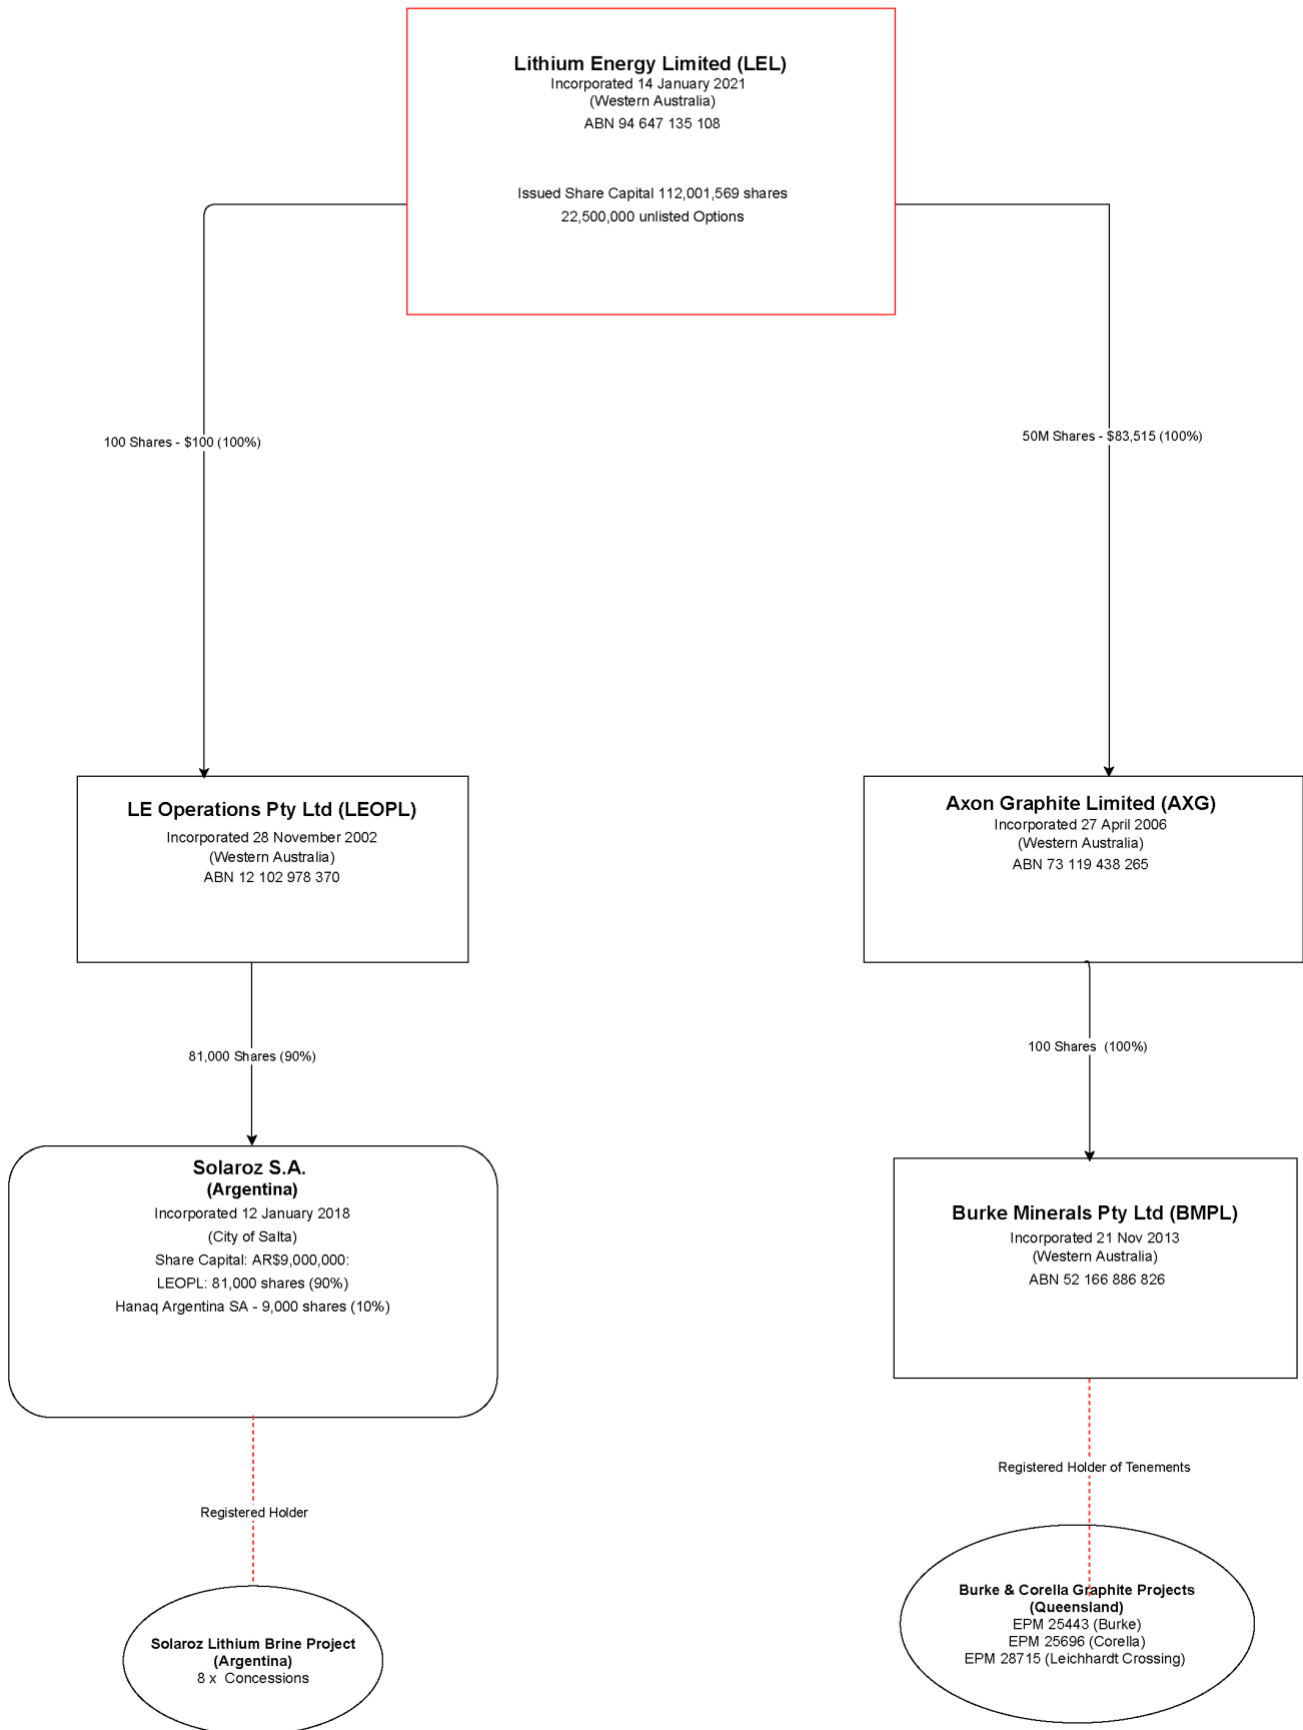 Lithium Energy Limited (LEL)
Incorporated 14 January 2021
(Western Australia)
ABN 94 647 135 108
Issued Share Capital 112,001,569 shares
22,500,000 unlisted Options
100 Shares - $100 (100%)
50M Shares - $83,515 (100%)
LE Operations Pty Ltd (LEOPL)
Incorporated 28 November 2002
(Western Australia)
ABN 12 102 978 370
Axon Graphite Limited (AXG)
Incorporated 27 April 2006
(Western Australia)
ABN 73 119 438 265
81,000 Shares (90%)
100 Shares (100%)
Solaroz S.A.
(Argentina)
Incorporated 12 January 2018
(City of Salta)
Share Capital: AR$9,000,000:
LEOPL: 81,000 shares (90%)
Hanaq Argentina SA - 9,000 shares (10%)
Burke Minerals Pty Ltd (BMPL)
Incorporated 21 Nov 2013
(Western Australia)
ABN 52 166 886 826
Registered Holder
Registered Holder of Tenements
Solaroz Lithium Brine Project
(Argentina)
8 x Concessions
Burke & Corella Graphite Projects
(Queensland)
EPM 25443 (Burke)
EPM 25696 (Corella)
EPM 28715 (Leichhardt Crossing)